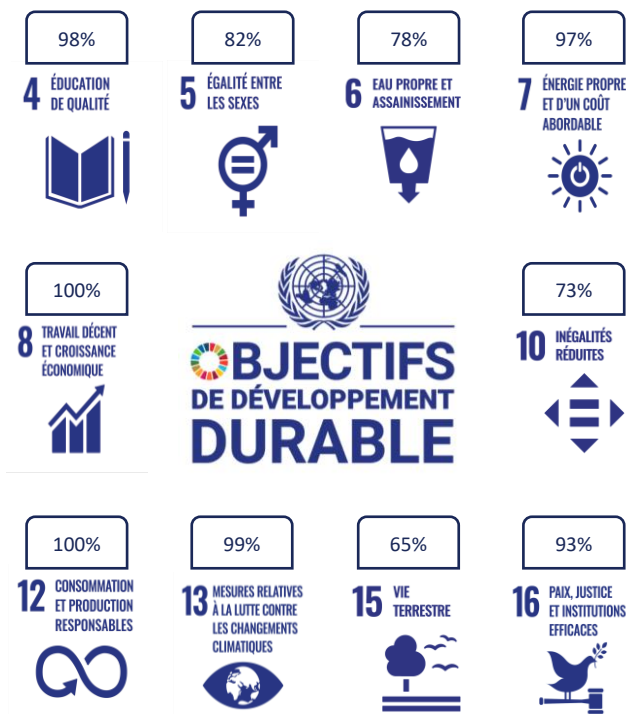 98%
4 ÉDUCATION
DE QUALITÉ
82%
5 ÉGALITÉ ENTRE
LES SEXES
78%
6 EAU PROPRE ET
ASSAINISSEMENT
97%
7 ÉNERGIE PROPRE
ET D'UN COÛT
ABORDABLE
100%
8 TRAVAIL DÉCENT
ET CROISSANCE
ÉCONOMIQUE
OBJECTIFS
DE DÉVELOPPEMENT
DURABLE
73%
10 INÉGALITÉS
RÉDUITES
100%
12 CONSOMMATION
ET PRODUCTION
RESPONSABLES
99%
13 MESURES RELATIVES
À LA LUTTE CONTRE
LES CHANGEMENTS
CLIMATIQUES
65%
15 VIE
TERRESTRE
93%
16 PAIX, JUSTICE
ET INSTITUTIONS
EFFICACES